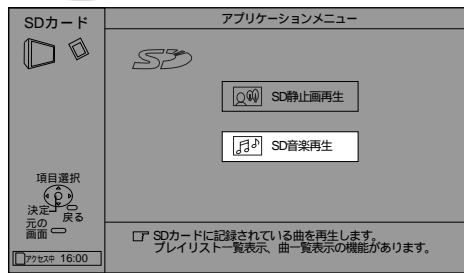 SDカード
アプリケーションメニュー
SD
SD静止画再生
SD音楽再生
項目選択
決定
戻る
元の
画面
SDカードに記録されている曲を再生します。
プレイリスト一覧表示、曲一覧表示の機能があります。
アクセス中 16:00